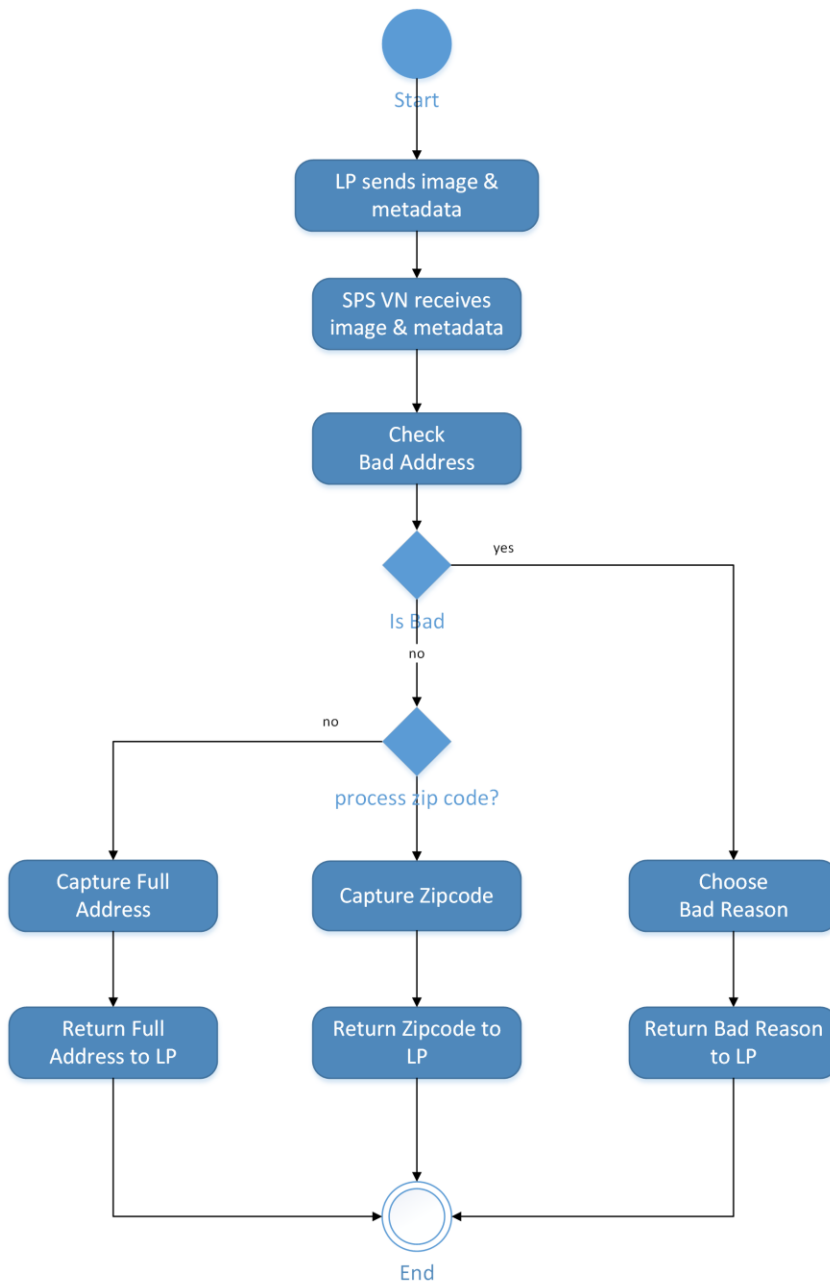 Start
LP sends image &
metadata
SPS VN receives
image & metadata
Check
Bad Address
yes
Is Bad
no
no
process zip code?
Capture Full
Address
Capture Zipcode
Choose
Bad Reason
Return Full
Address to LP
Return Zipcode to
LP
Return Bad Reason
to LP
End